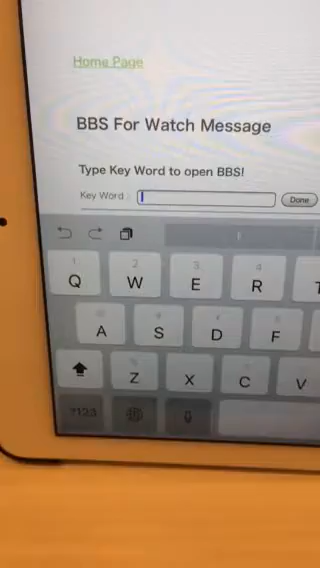 Home Page
BBS For Watch Message
Type Key Word to open BBS!
Key Word :
Done
I
1 2 3 4
Q W E R T
A S D F
Z X C V
?123